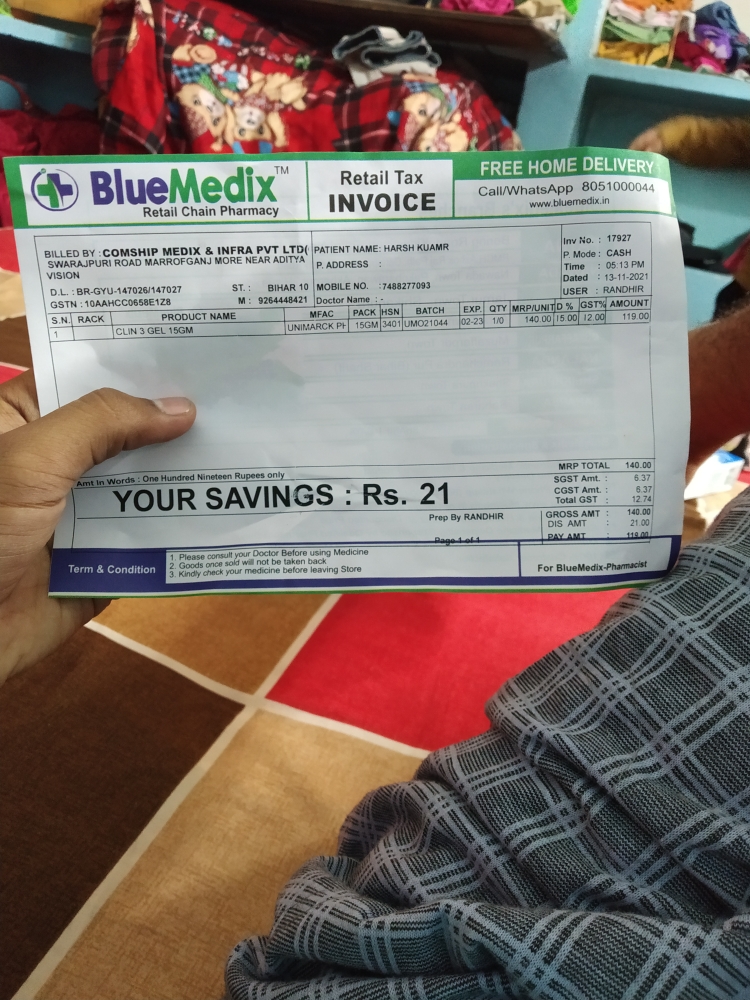 BlueMedix TM
Retail Chain Pharmacy
Retail Tax
INVOICE
FREE HOME DELIVERY
Call/WhatsApp 8051000044
www.bluemedix.in
BILLED BY : COMSHIP MEDIX & INFRA PVT LTD(
SWARAJPURI ROAD MARROFGANJ MORE NEAR ADITYA
VISION
D.L. : BR-GYU-147026/147027 ST. : BIHAR 10
GSTN : 10AAHCC0658E1Z8 M : 9264448421
PATIENT NAME: HARSH KUAMR
P. ADDRESS :
MOBILE NO. :7488277093
Doctor Name : -
Inv No. : 17927
P. Mode : CASH
Time : 05:13 PM
Dated : 13-11-2021
USER : RANDHIR
S.N. RACK PRODUCT NAME MFAC PACK HSN BATCH EXP. QTY MRP/UNIT D % GST% AMOUNT
1 CLIN 3 GEL 15GM UNIMARCK PH 15GM 3401 UMO21044 02-23 1/0 140.00 15.00 12.00 119.00
Amt In Words : One Hundred Nineteen Rupees only
YOUR SAVINGS : Rs. 21
Prep By RANDHIR
Page 1 of 1
MRP TOTAL 140.00
SGST Amt. : 6.37
CGST Amt. : 6.37
Total GST : 12.74
GROSS AMT : 140.00
DIS AMT : 21.00
PAY AMT : 119.00
Term & Condition
1. Please consult your Doctor Before using Medicine
2. Goods once sold will not be taken back
3. Kindly check your medicine before leaving Store
For BlueMedix-Pharmacist